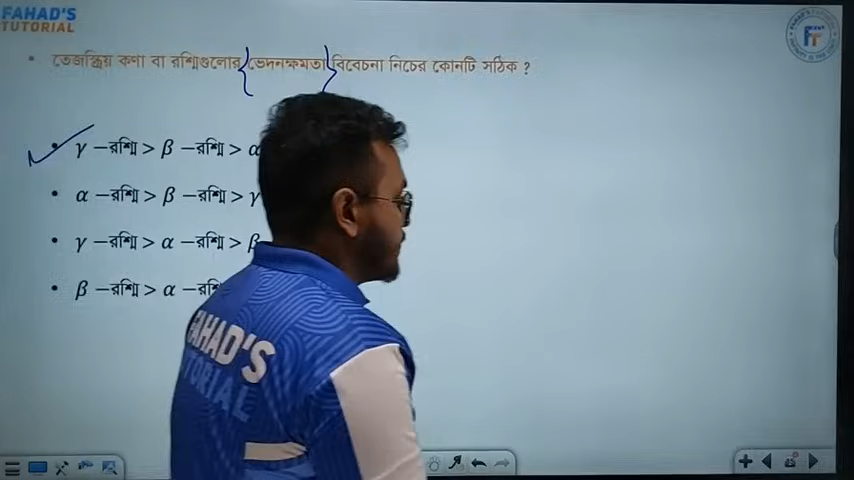 FAHAD'S
TUTORIAL
• তেজস্ক্রিয় কণা বা রশ্মিগুলোর ভেদনক্ষমতা বিবেচনা নিচের কোনটি সঠিক ?
• γ −রশ্মি > β −রশ্মি > α
• α −রশ্মি > β −রশ্মি > γ
• γ −রশ্মি > α −রশ্মি > β
• β −রশ্মি > α −রশ্মি
FAHAD'S
TUTORIAL